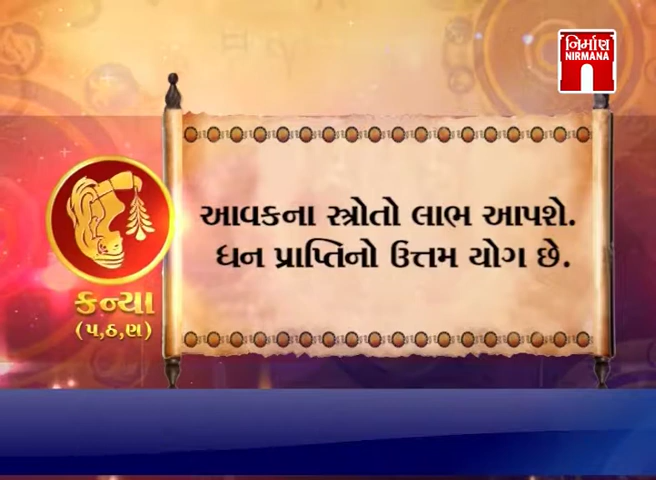 નિર્માણ
NIRMANA
આવકના સ્ત્રોતો લાભ આપશે.
ધન પ્રાપ્તિનો ઉત્તમ યોગ છે.
કન્યા
(પ,ઠ,ણ)